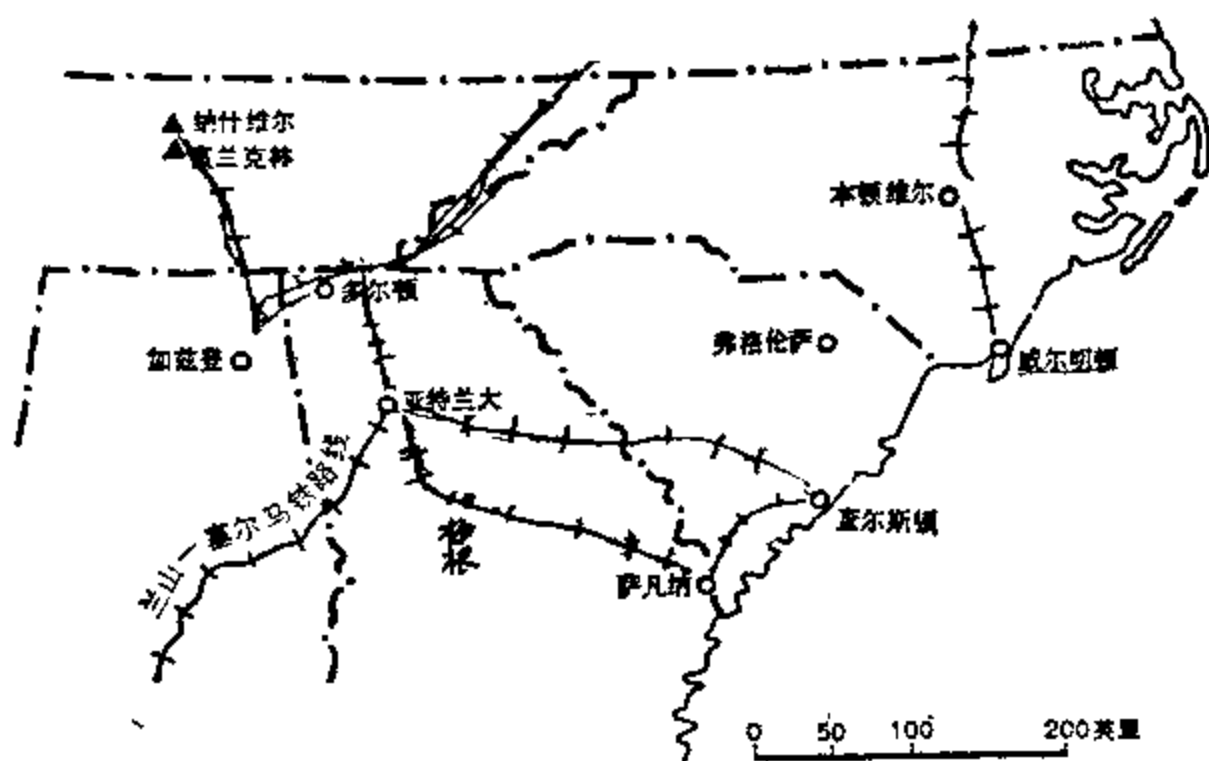 纳什维尔
富兰克林
本顿维尔
多尔顿
加兹登
弗洛伦萨
威尔明顿
亚特兰大
兰山—塞尔马铁路线
查尔斯顿
萨凡纳
0 50 100 200英里